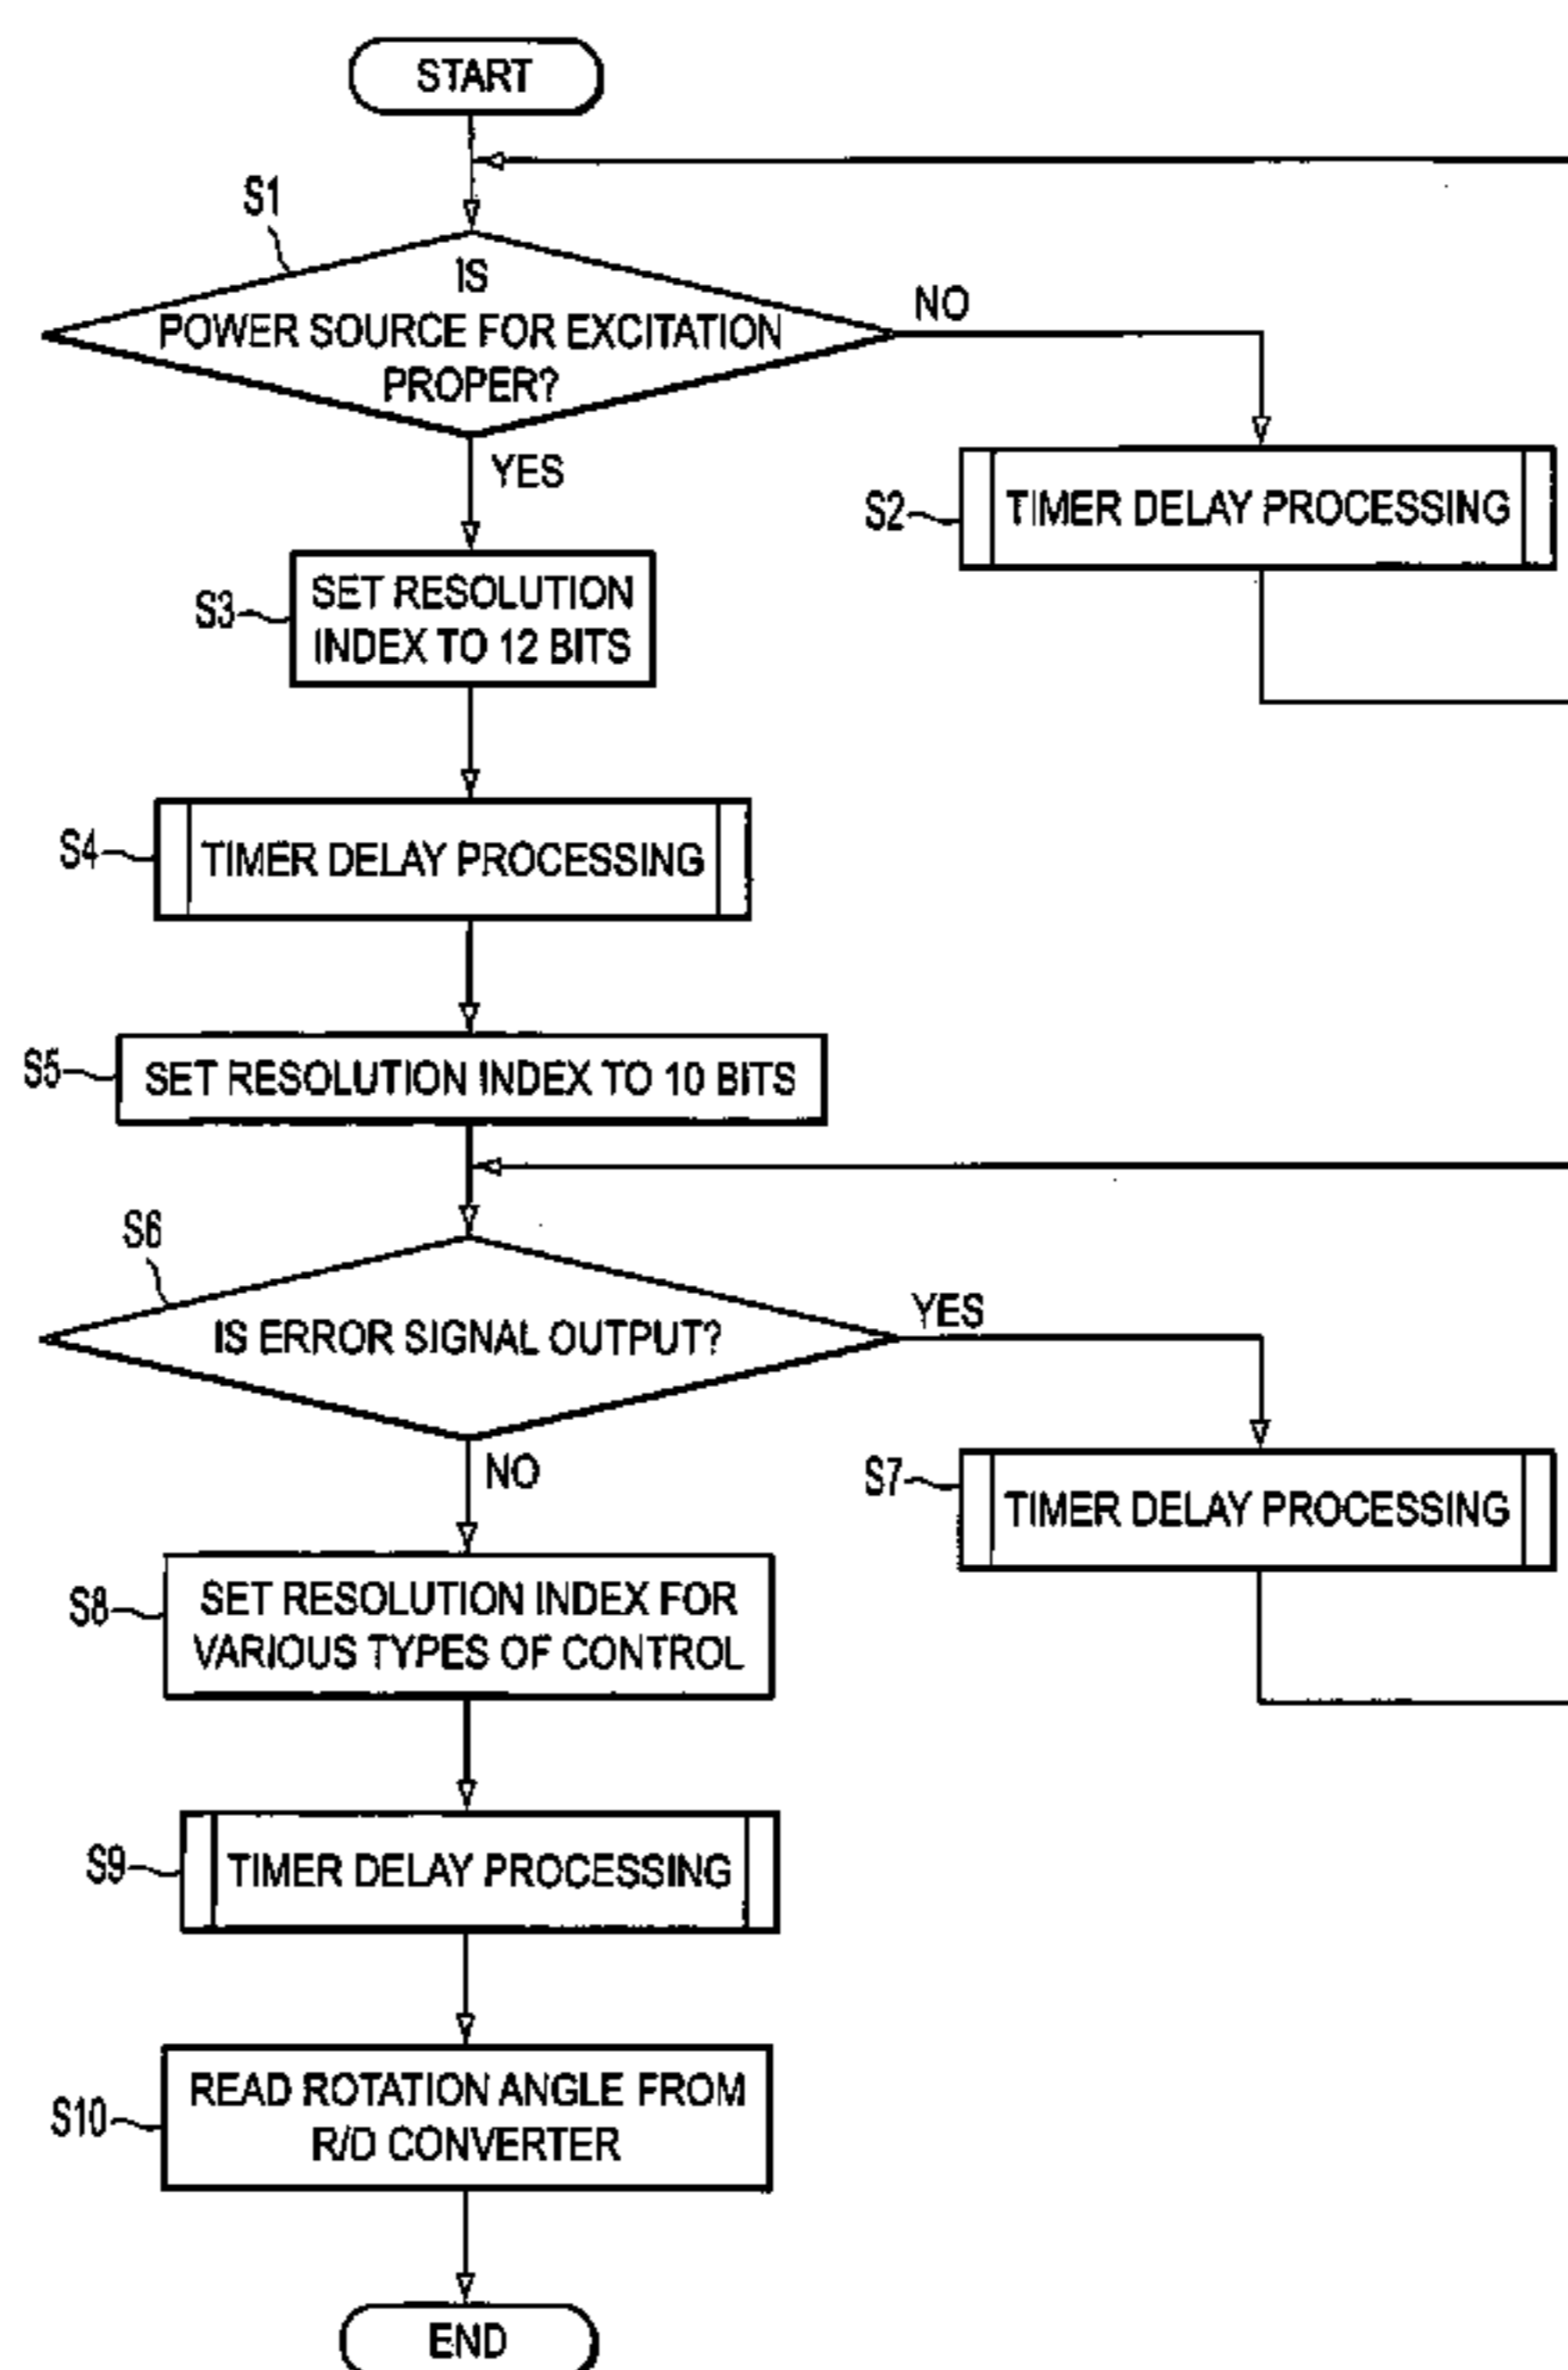 START
S1
IS
POWER SOURCE FOR EXCITATION
PROPER?
NO
YES
S2
TIMER DELAY PROCESSING
S3
SET RESOLUTION
INDEX TO 12 BITS
S4
TIMER DELAY PROCESSING
S5
SET RESOLUTION INDEX TO 10 BITS
S6
IS ERROR SIGNAL OUTPUT?
YES
NO
S7
TIMER DELAY PROCESSING
S8
SET RESOLUTION INDEX FOR
VARIOUS TYPES OF CONTROL
S9
TIMER DELAY PROCESSING
S10
READ ROTATION ANGLE FROM
R/D CONVERTER
END